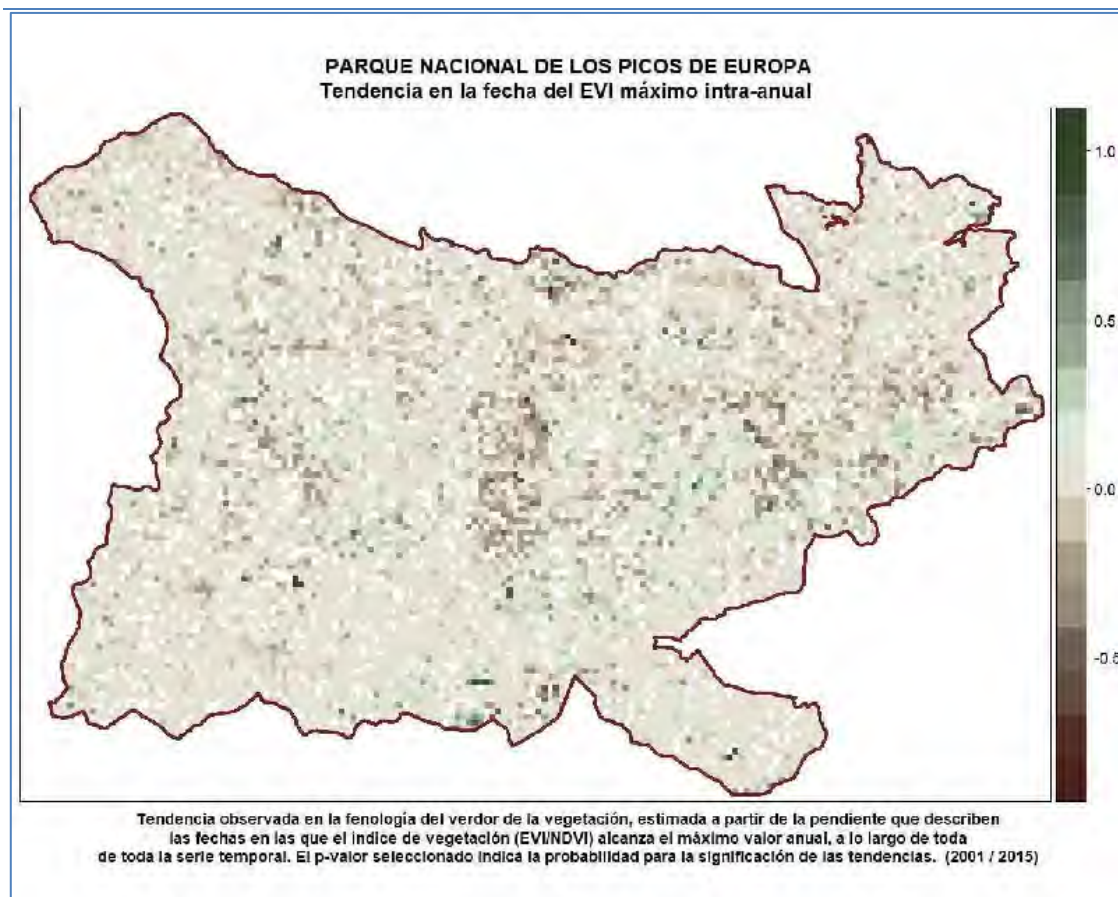 PARQUE NACIONAL DE LOS PICOS DE EUROPA
Tendencia en la fecha del EVI máximo intra-anual
1.0
0.5
0.0
-0.5
Tendencia observada en la fenología del verdor de la vegetación, estimada a partir de la pendiente que describen
las fechas en las que el índice de vegetación (EVI/NDVI) alcanza el máximo valor anual, a lo largo de toda
de toda la serie temporal. El p-valor seleccionado indica la probabilidad para la significación de las tendencias. (2001 / 2015)